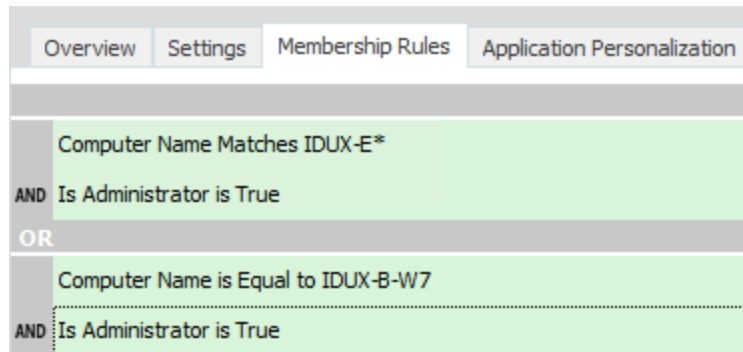 Overview Settings Membership Rules Application Personalization
Computer Name Matches IDUX-E*
AND Is Administrator is True
OR
Computer Name is Equal to IDUX-B-W7
AND Is Administrator is True